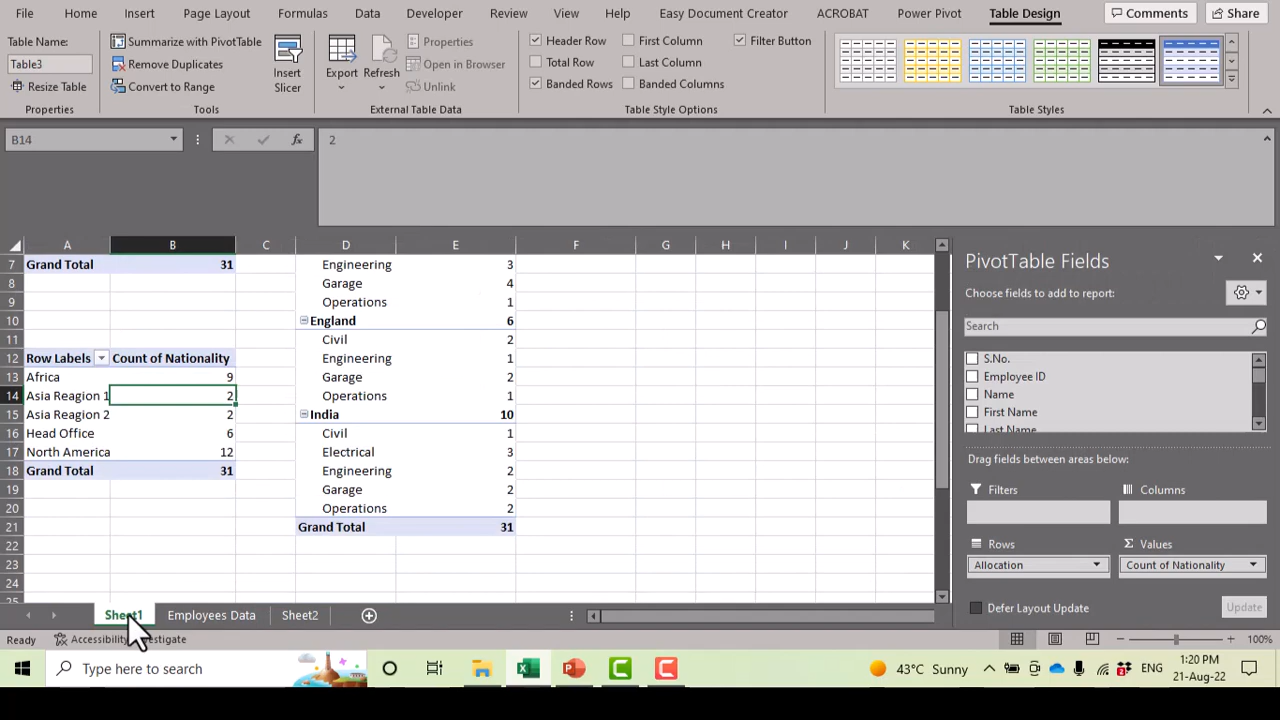 File Home Insert Page Layout Formulas Data Developer Review View Help Easy Document Creator ACROBAT Power Pivot Table Design Comments Share
Table Name:
Table3
Resize Table
Properties
Summarize with PivotTable
Remove Duplicates
Convert to Range
Tools
Insert
Slicer
Export
Refresh
Properties
Open in Browser
Unlink
External Table Data
Header Row First Column Filter Button
Total Row Last Column
Banded Rows Banded Columns
Table Style Options
Table Styles
B14 fx 2
A B C D E F G H I J K
7 Grand Total 31 Engineering 3
8 Garage 4
9 Operations 1
10 England 6
11 Civil 2
12 Row Labels Count of Nationality Engineering 1
13 Africa 9 Garage 2
14 Asia Reagion 1 2 Operations 1
15 Asia Reagion 2 2 India 10
16 Head Office 6 Civil 1
17 North America 12 Electrical 3
18 Grand Total 31 Engineering 2
19 Garage 2
20 Operations 2
21 Grand Total 31
22
23
24
25
PivotTable Fields
Choose fields to add to report:
Search
S.No.
Employee ID
Name
First Name
Last Name
Drag fields between areas below:
Filters Columns
Rows Values
Allocation Count of Nationality
Defer Layout Update Update
Sheet1 Employees Data Sheet2
Ready Accessibility: Investigate 100%
Type here to search 43°C Sunny ENG 1:20 PM
21-Aug-22